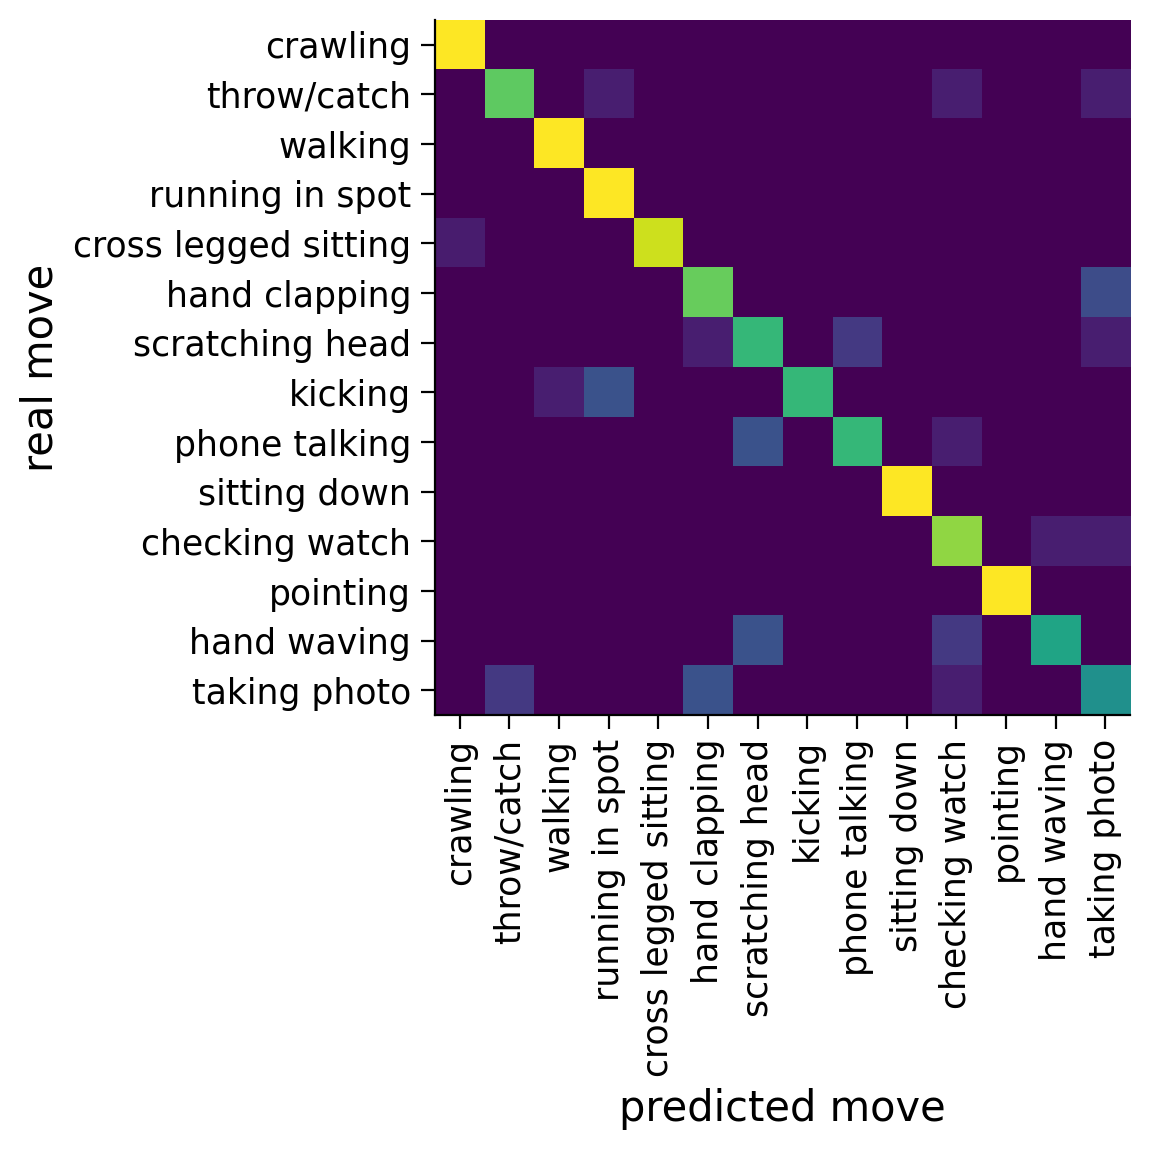 real move
crawling
throw/catch
walking
running in spot
cross legged sitting
hand clapping
scratching head
kicking
phone talking
sitting down
checking watch
pointing
hand waving
taking photo
crawling
throw/catch
walking
running in spot
cross legged sitting
hand clapping
scratching head
kicking
phone talking
sitting down
checking watch
pointing
hand waving
taking photo
predicted move